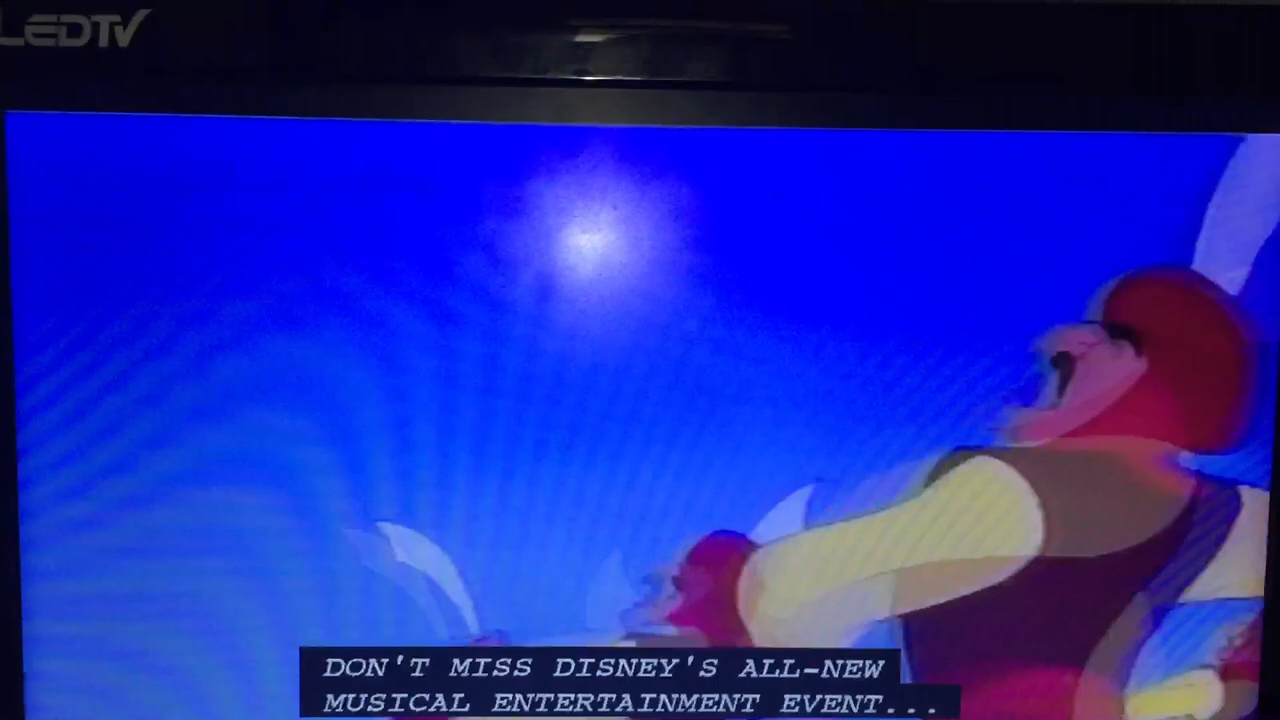 LEDTV
DON'T MISS DISNEY'S ALL-NEW
MUSICAL ENTERTAINMENT EVENT...